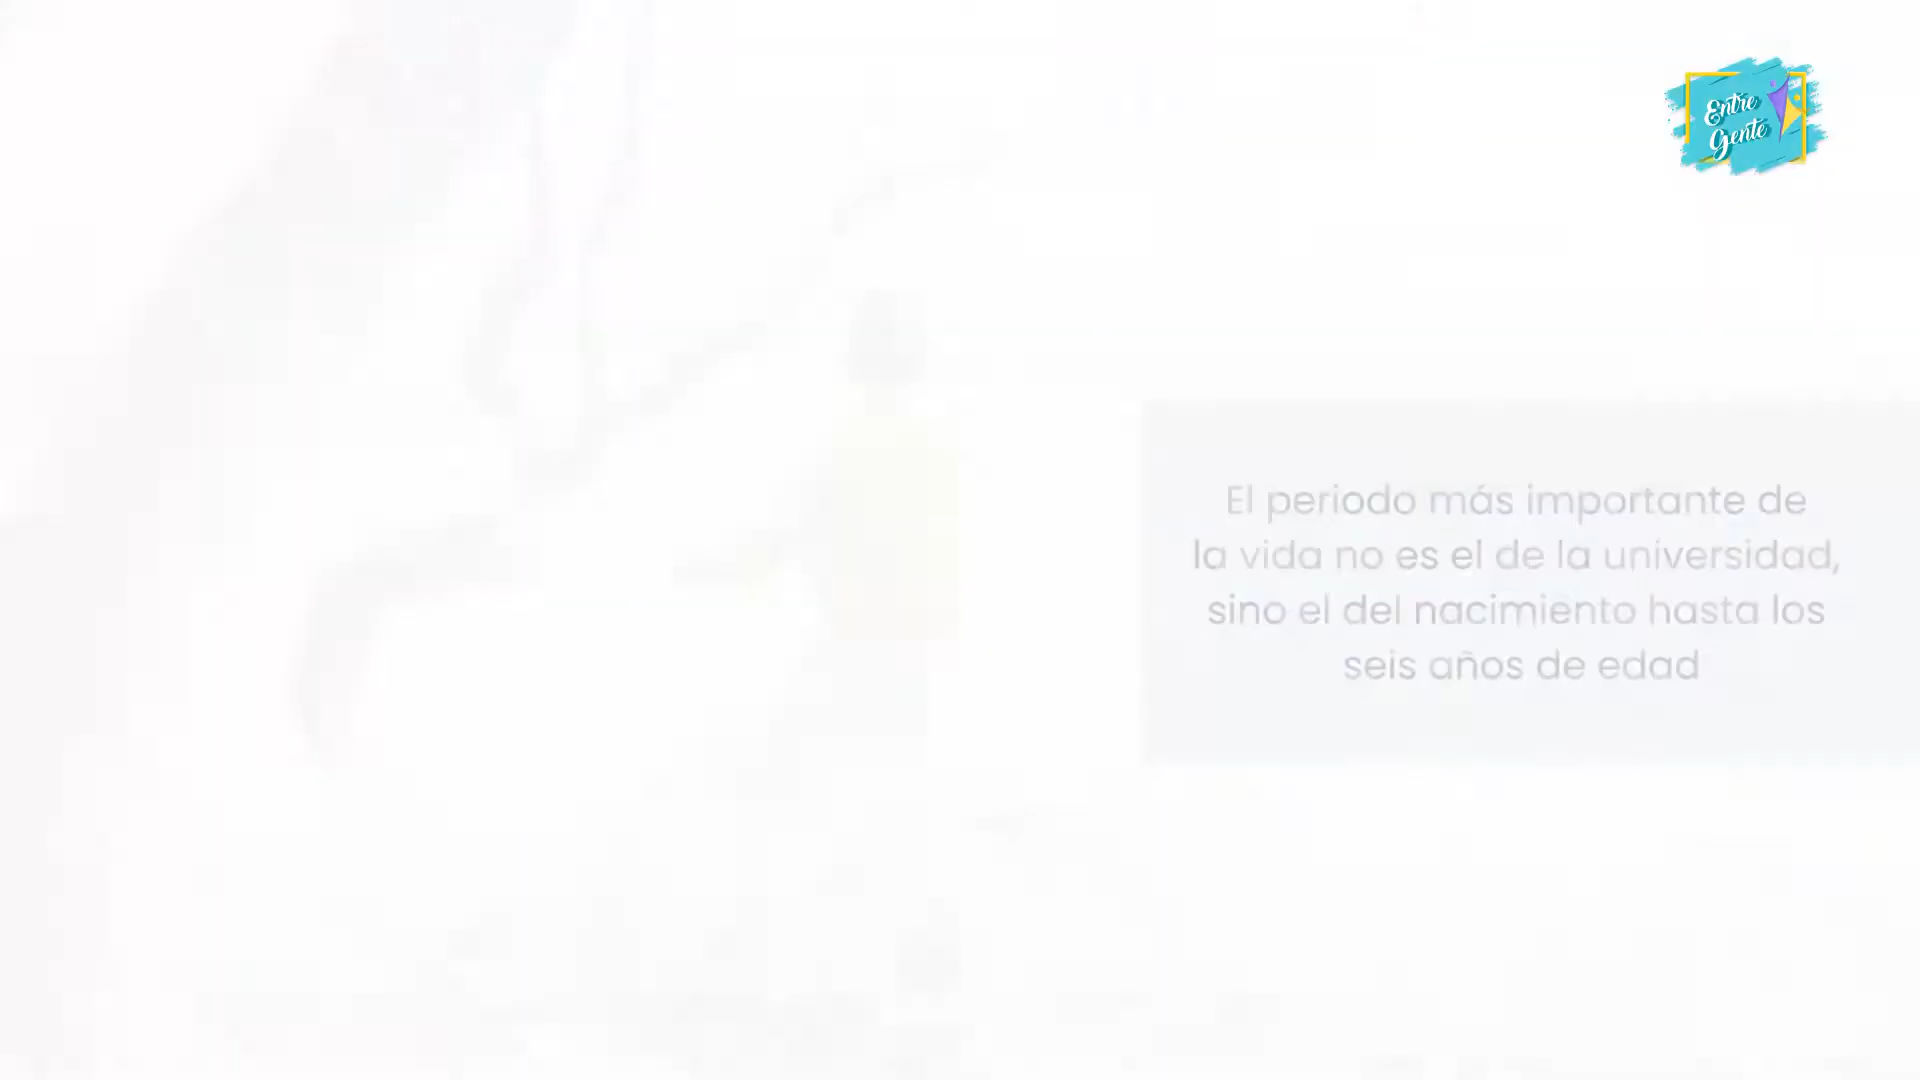 Entre
Gente
El periodo más importante de
la vida no es el de la universidad,
sino el del nacimiento hasta los
seis años de edad